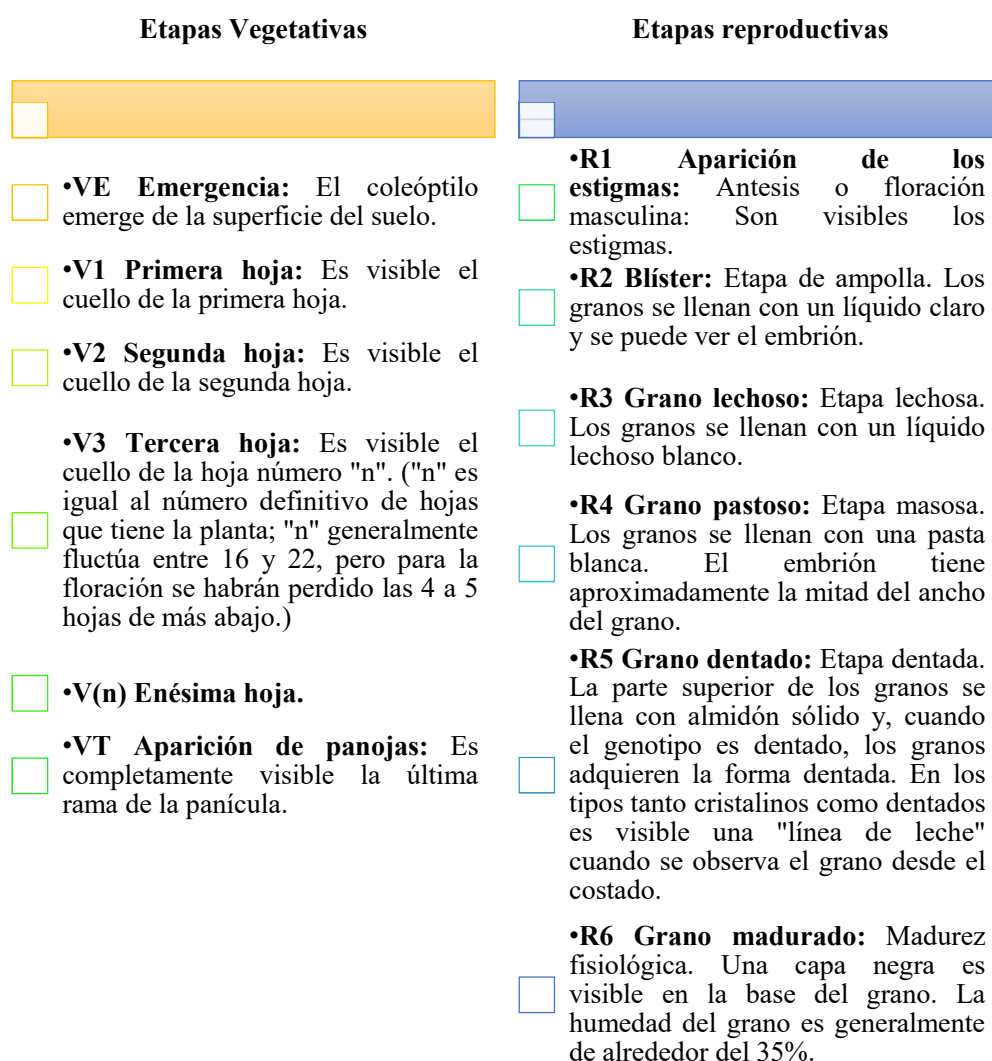 Etapas Vegetativas
•VE Emergencia: El coleóptilo
emerge de la superficie del suelo.
•V1 Primera hoja: Es visible el
cuello de la primera hoja.
•V2 Segunda hoja: Es visible el
cuello de la segunda hoja.
•V3 Tercera hoja: Es visible el
cuello de la hoja número "n". ("n" es
igual al número definitivo de hojas
que tiene la planta; "n" generalmente
fluctúa entre 16 y 22, pero para la
floración se habrán perdido las 4 a 5
hojas de más abajo.)
•V(n) Enésima hoja.
•VT Aparición de panojas: Es
completamente visible la última
rama de la panícula.
Etapas reproductivas
•R1 Aparición de los
estigmas: Antesis o floración
masculina: Son visibles los
estigmas.
•R2 Blíster: Etapa de ampolla. Los
granos se llenan con un líquido claro
y se puede ver el embrión.
•R3 Grano lechoso: Etapa lechosa.
Los granos se llenan con un líquido
lechoso blanco.
•R4 Grano pastoso: Etapa masosa.
Los granos se llenan con una pasta
blanca. El embrión tiene
aproximadamente la mitad del ancho
del grano.
•R5 Grano dentado: Etapa dentada.
La parte superior de los granos se
llena con almidón sólido y, cuando
el genotipo es dentado, los granos
adquieren la forma dentada. En los
tipos tanto cristalinos como dentados
es visible una "línea de leche"
cuando se observa el grano desde el
costado.
•R6 Grano madurado: Madurez
fisiológica. Una capa negra es
visible en la base del grano. La
humedad del grano es generalmente
de alrededor del 35%.